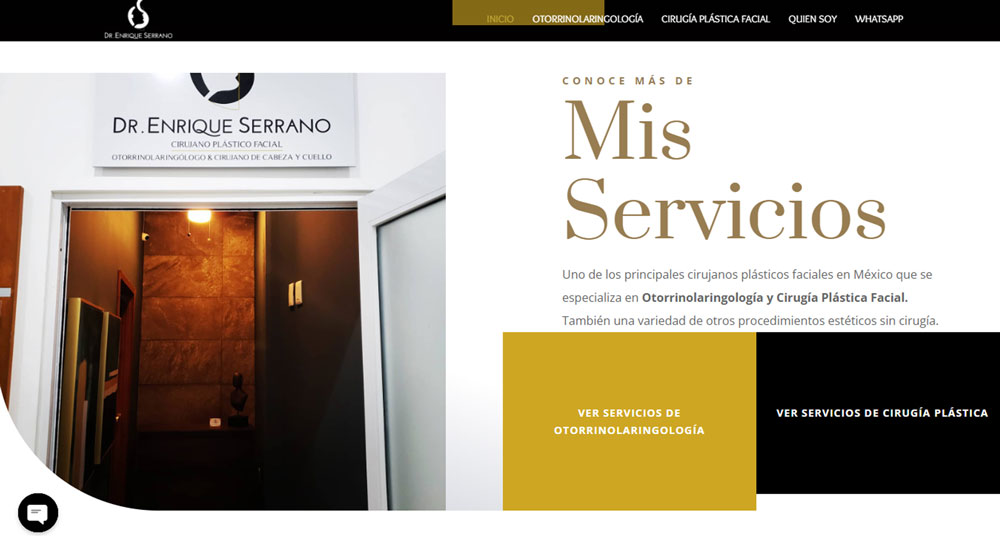 DR. ENRIQUE SERRANO
INICIO
OTORRINOLARINGOLOGÍA
CIRUGÍA PLÁSTICA FACIAL
QUIEN SOY
WHATSAPP
DR. ENRIQUE SERRANO
CIRUJANO PLÁSTICO FACIAL
OTORRINOLARINGÓLOGO & CIRUJANO DE CABEZA Y CUELLO
CONOCE MÁS DE
Mis
Servicios
Uno de los principales cirujanos plásticos faciales en México que se
especializa en Otorrinolaringología y Cirugía Plástica Facial.
También una variedad de otros procedimientos estéticos sin cirugía.
VER SERVICIOS DE
OTORRINOLARINGOLOGÍA
VER SERVICIOS DE CIRUGÍA PLÁSTICA